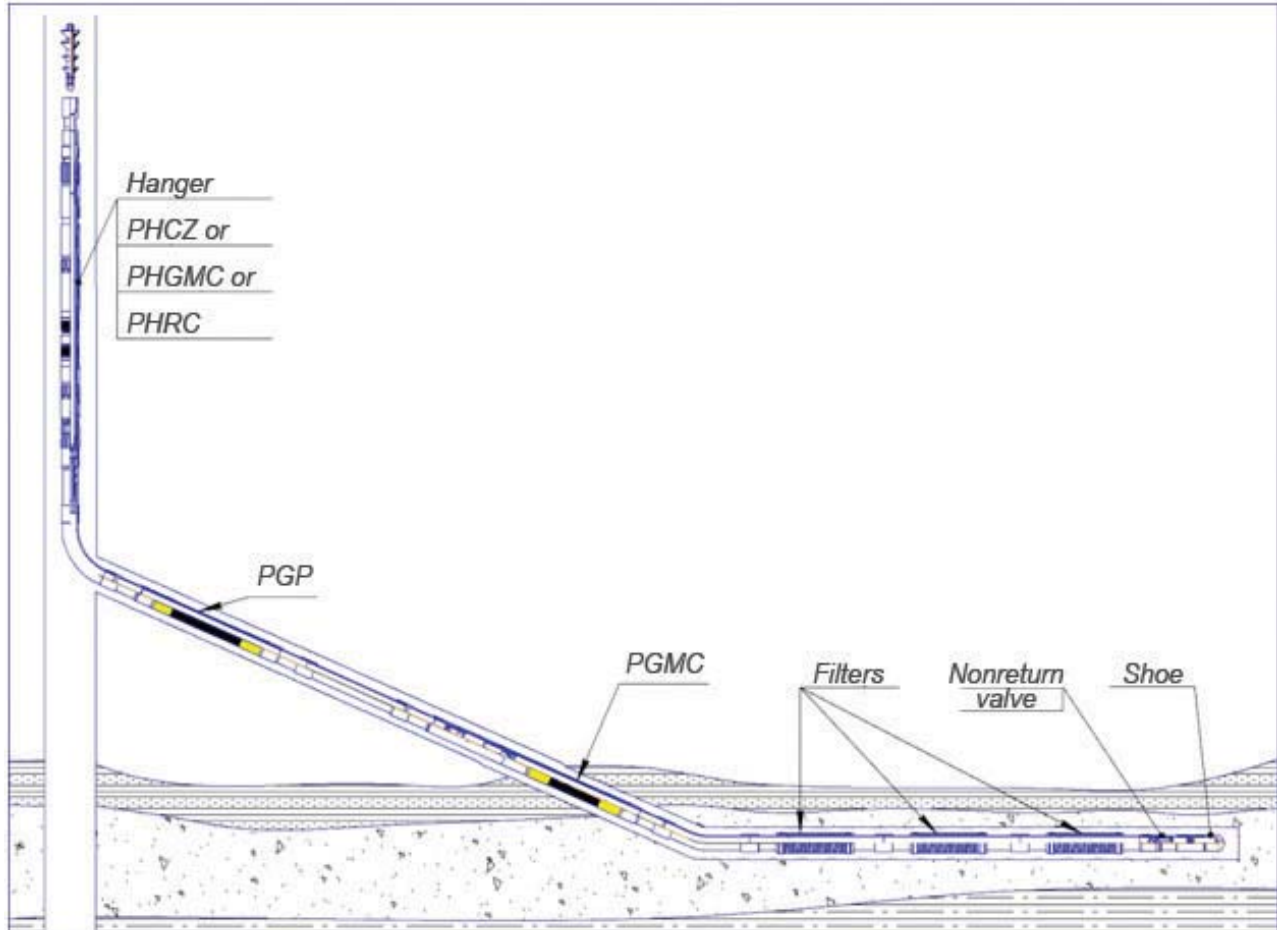 Hanger
PHCZ or
PHGMC or
PHRC
PGP
PGMC
Filters
Nonreturn
valve
Shoe